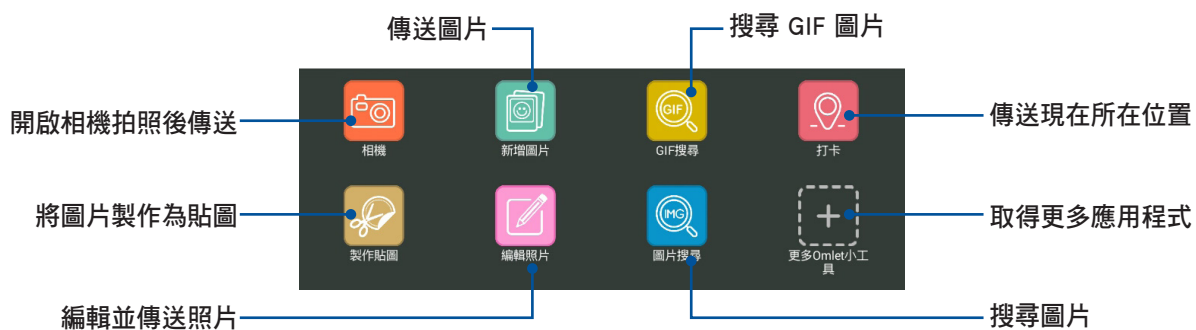 傳送圖片
搜尋 GIF 圖片
開啟相機拍照後傳送
傳送現在所在位置
GIF
相機
新增圖片
GIF搜尋
打卡
將圖片製作為貼圖
取得更多應用程式
IMG
製作貼圖
編輯照片
圖片搜尋
更多Omlet小工
具
編輯並傳送照片
搜尋圖片